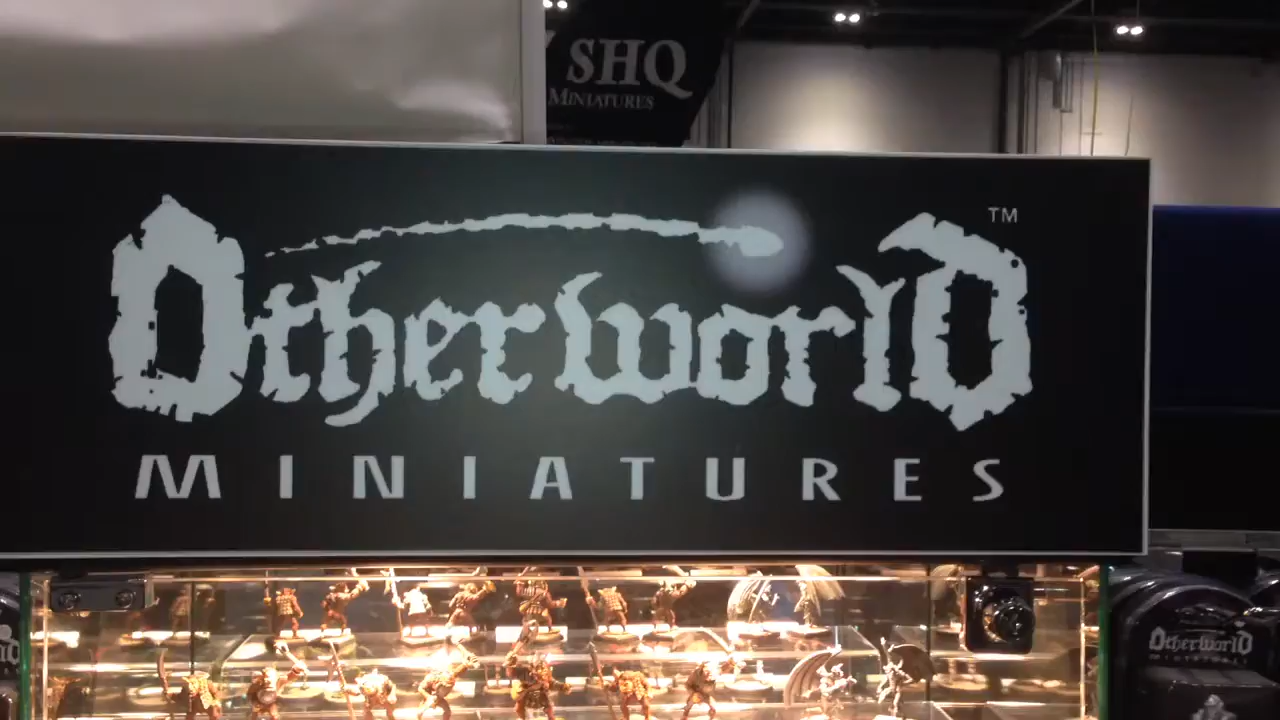 SHQ
MINIATURES
Otherworld
TM
MINIATURES
Otherworld
MINIATURES